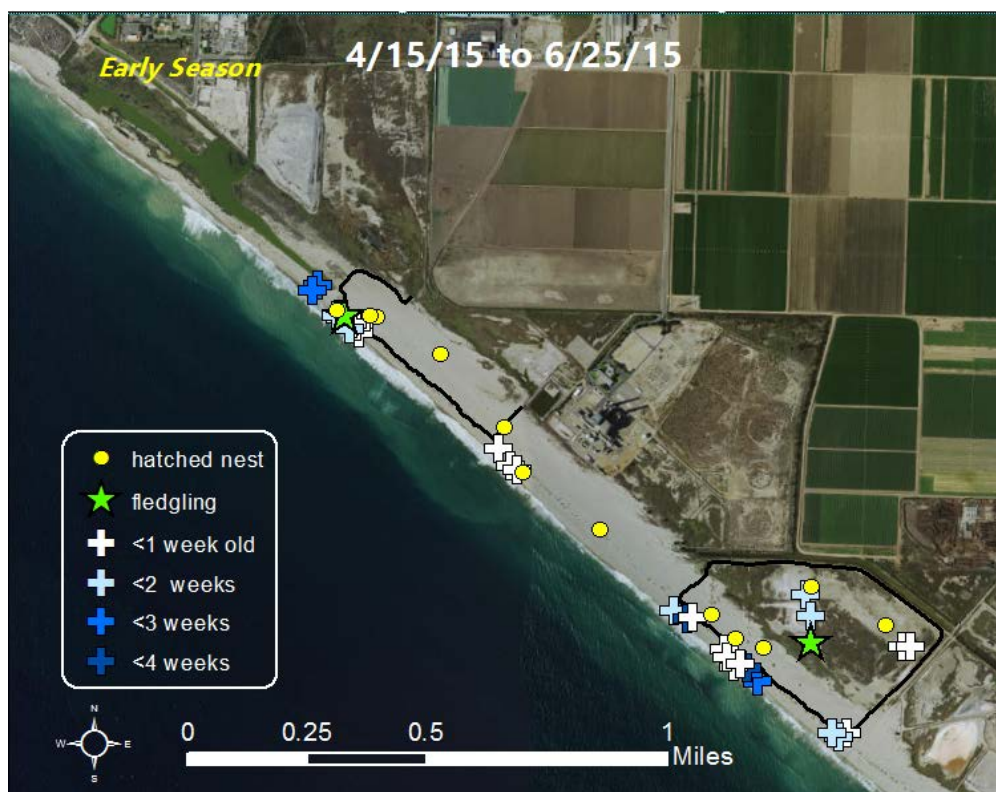 Early Season
4/15/15 to 6/25/15
hatched nest
fledgling
<1 week old
<2 weeks
<3 weeks
<4 weeks
N
W E
S
0 0.25 0.5 1
Miles